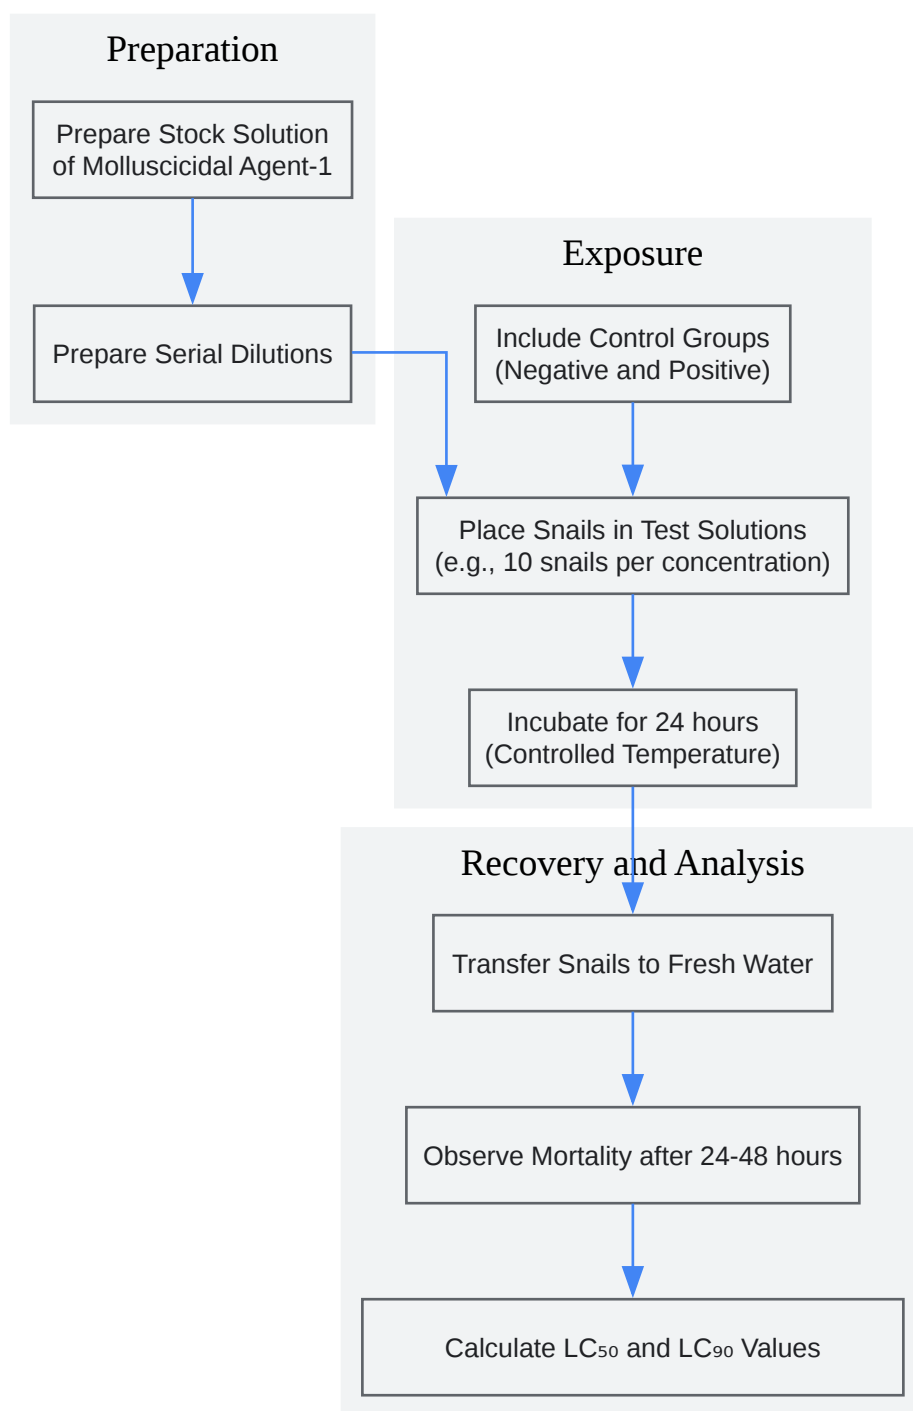 Preparation
Prepare Stock Solution
of Molluscicidal Agent-1
Prepare Serial Dilutions
Exposure
Include Control Groups
(Negative and Positive)
Place Snails in Test Solutions
(e.g., 10 snails per concentration)
Incubate for 24 hours
(Controlled Temperature)
Recovery and Analysis
Transfer Snails to Fresh Water
Observe Mortality after 24-48 hours
Calculate LC₅₀ and LC₉₀ Values